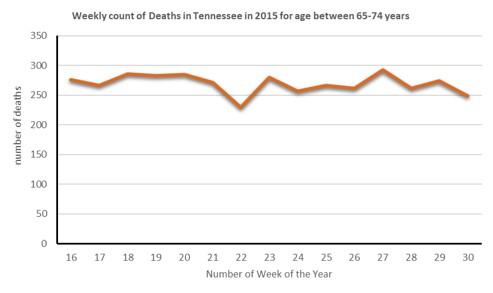 Weekly count of Deaths in Tennessee in 2015 for age between 65-74 years
350
300
250
200
150
100
50
0
number of deaths
16 17 18 19 20 21 22 23 24 25 26 27 28 29 30
Number of Week of the Year